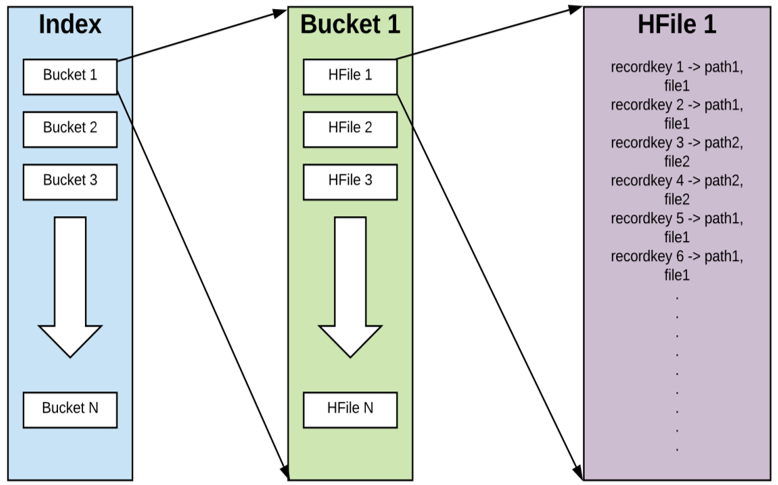 Index
Bucket 1
Bucket 2
Bucket 3
Bucket N
Bucket 1
HFile 1
HFile 2
HFile 3
HFile N
HFile 1
recordkey 1 -> path1,
file1
recordkey 2 -> path1,
file1
recordkey 3 -> path2,
file2
recordkey 4 -> path2,
file2
recordkey 5 -> path1,
file1
recordkey 6 -> path1,
file1
.
.
.
.
.
.
.
.
.